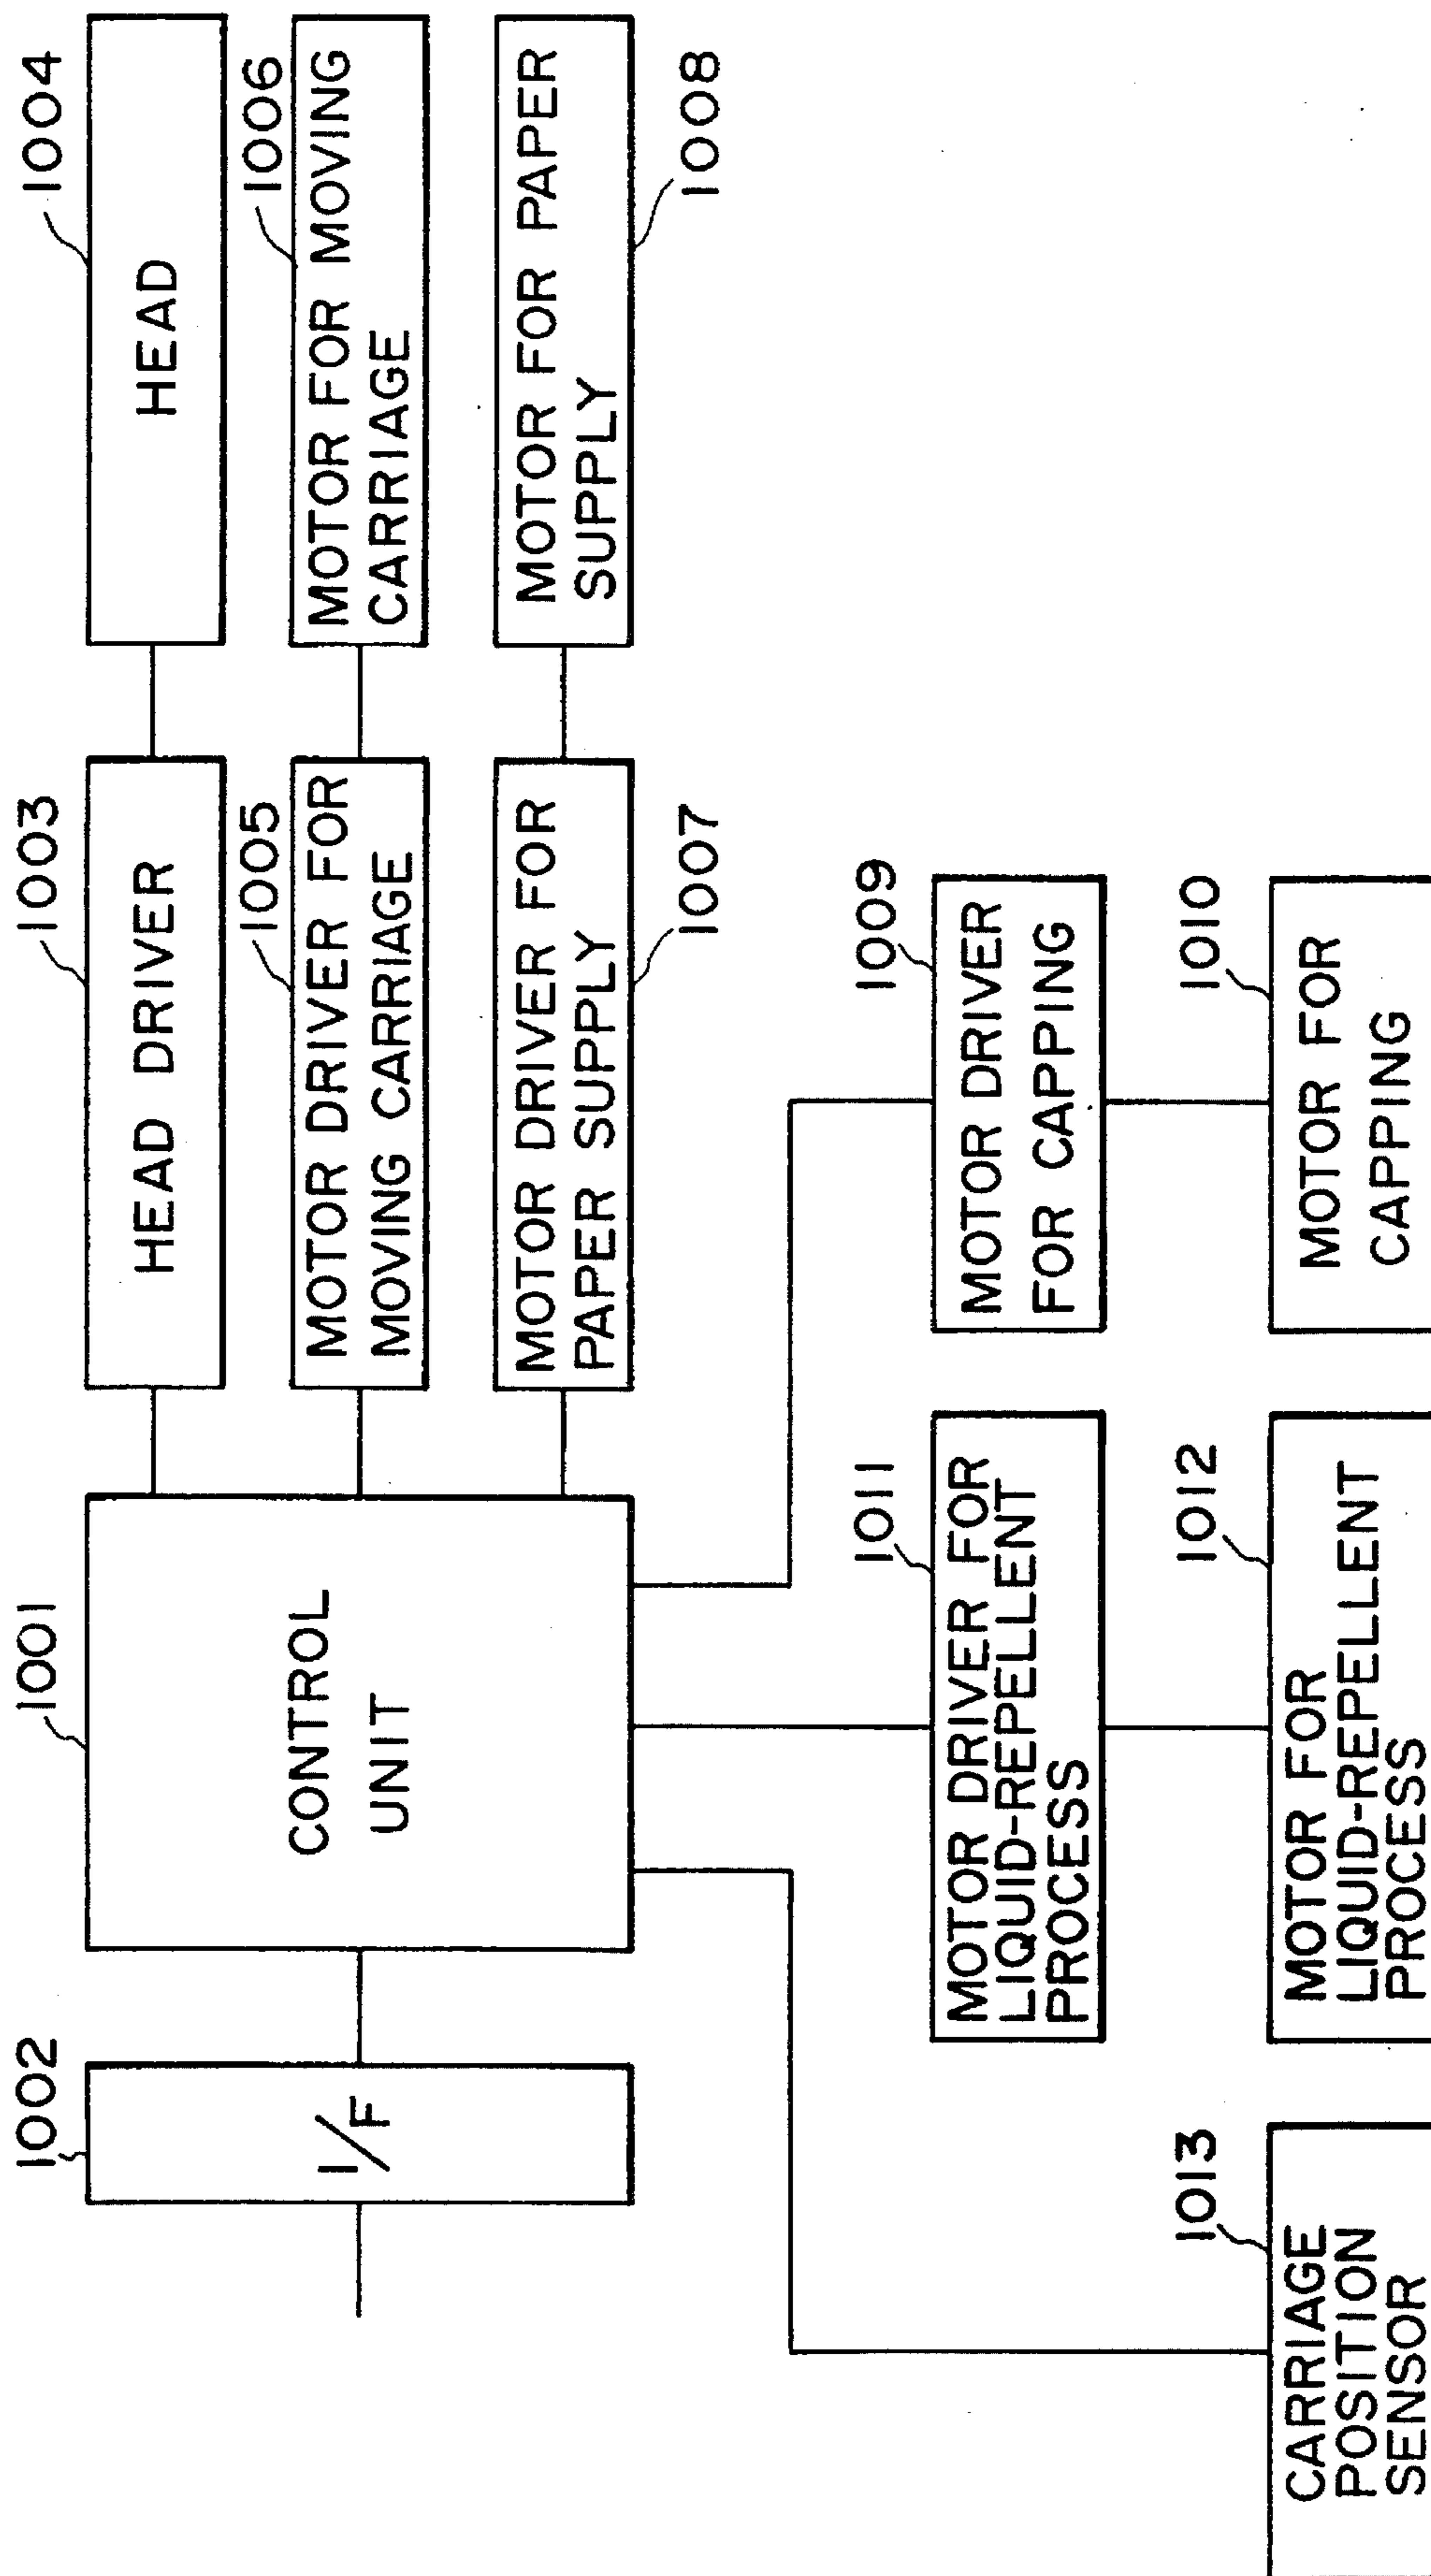 1002
I/F
1001
CONTROL
UNIT
1003
HEAD DRIVER
1004
HEAD
1005
MOTOR DRIVER FOR
MOVING CARRIAGE
1006
MOTOR FOR MOVING
CARRIAGE
MOTOR DRIVER FOR
PAPER SUPPLY
1007
MOTOR FOR PAPER
SUPPLY
1008
1011
MOTOR DRIVER FOR
LIQUID-REPELLENT
PROCESS
1009
MOTOR DRIVER
FOR CAPPING
1013
CARRIAGE
POSITION
SENSOR
1012
MOTOR FOR
LIQUID-REPELLENT
PROCESS
1010
MOTOR FOR
CAPPING